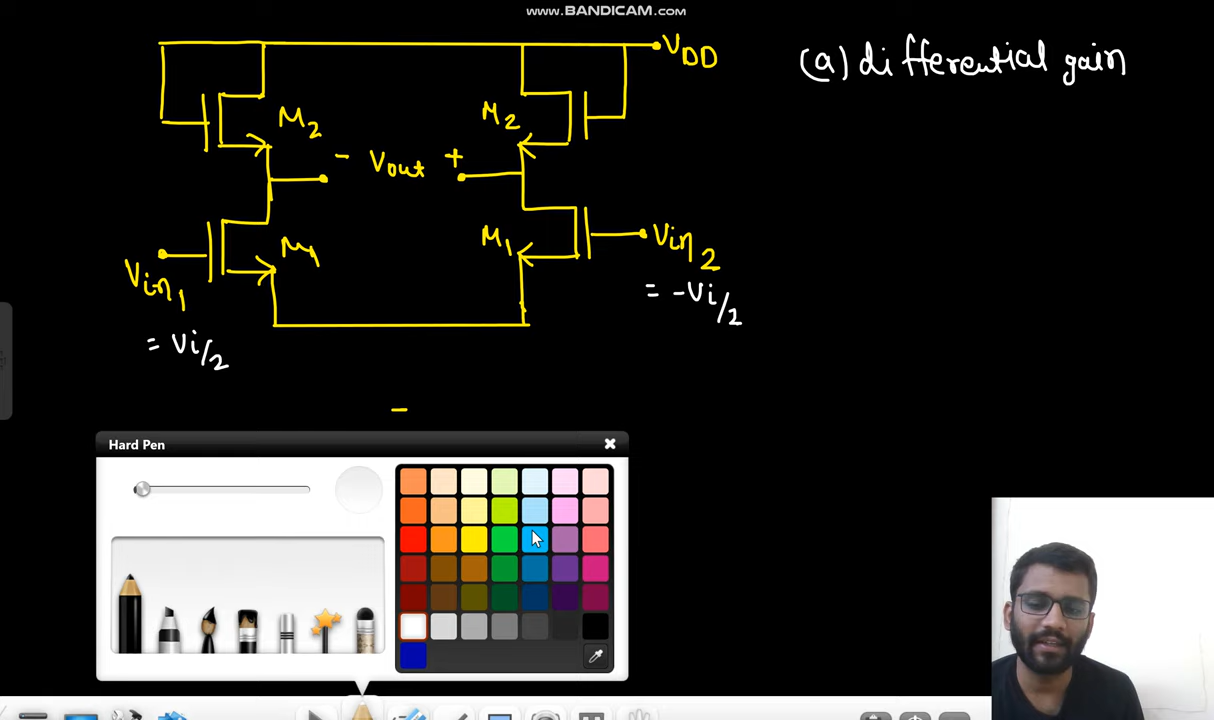 www.BANDICAM.com
VDD
(a) differential gain
M2
M2
- Vout +
M1
M1
Vin2
= -Vi/2
Vin1
= Vi/2
Hard Pen